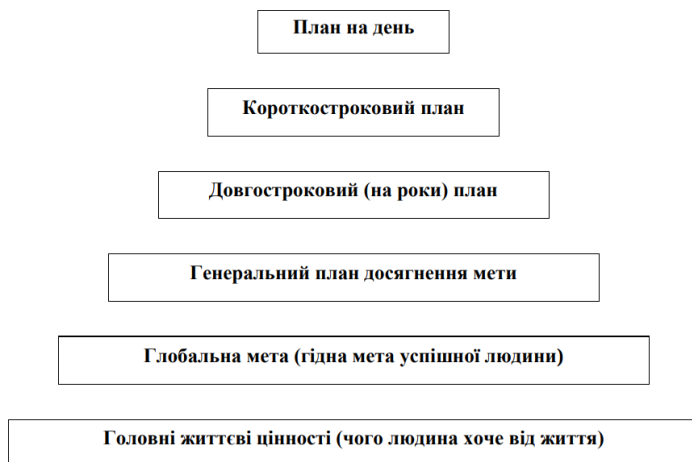 План на день
Короткостроковий план
Довгостроковий (на роки) план
Генеральний план досягнення мети
Глобальна мета (гідна мета успішної людини)
Головні життєві цінності (чого людина хоче від життя)